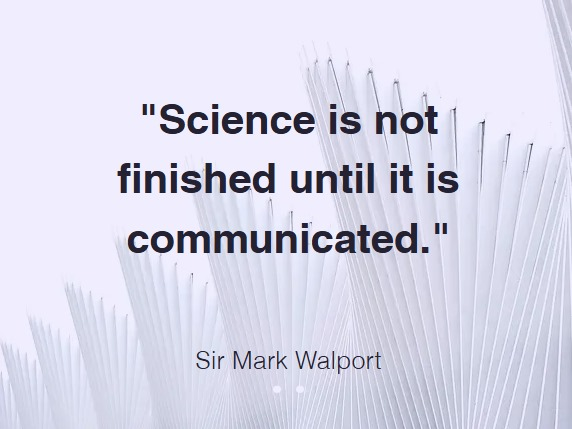 "Science is not
finished until it is
communicated."
Sir Mark Walport